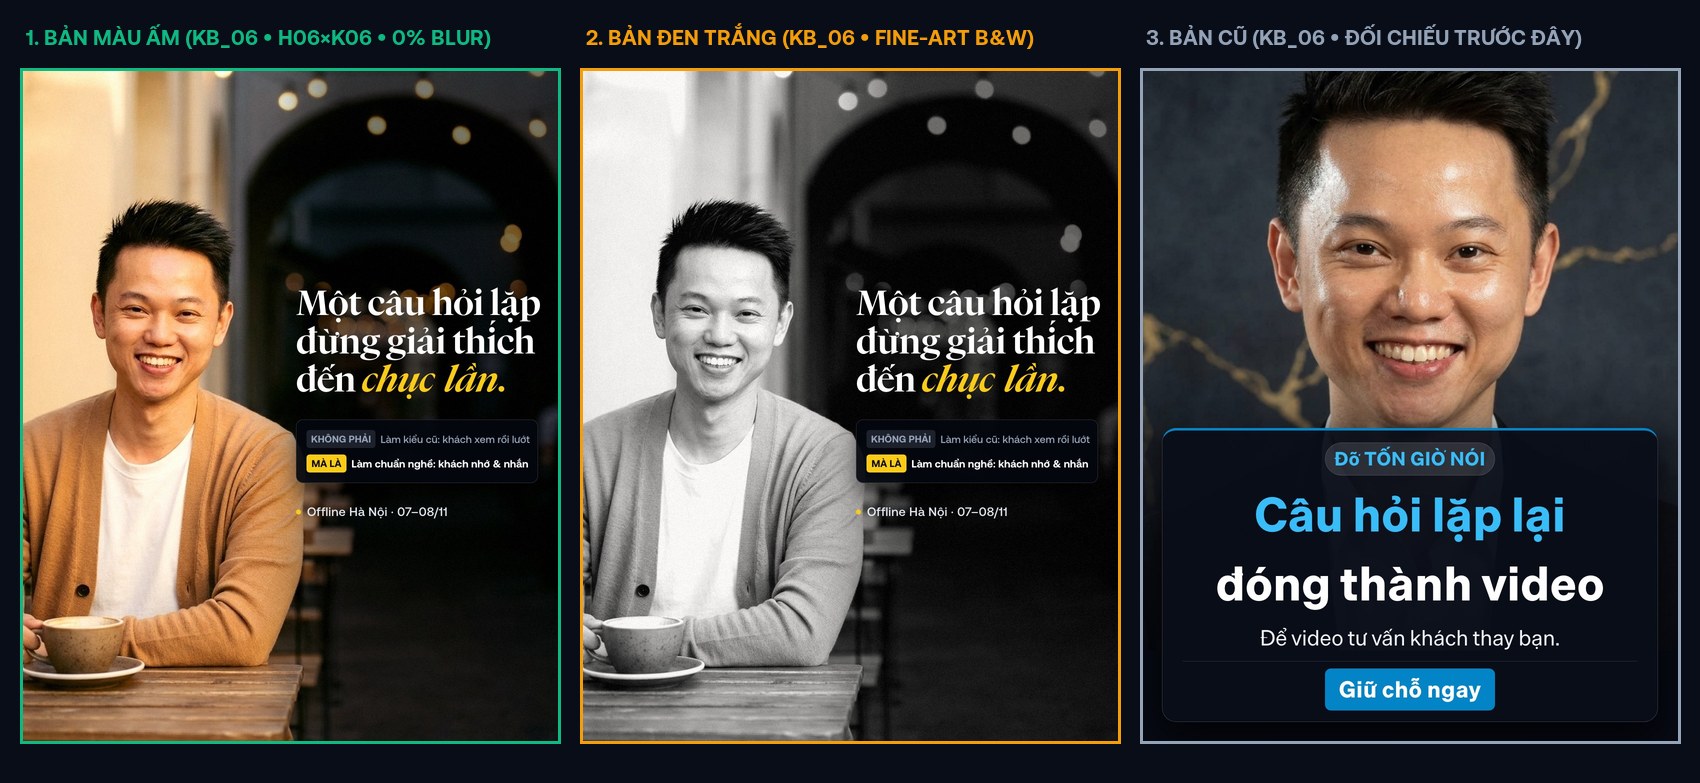 1. BẢN MÀU ẤM (KB_06 • H06×K06 • 0% BLUR)
Một câu hỏi lặp
đừng giải thích
đến chục lần.
KHÔNG PHẢI Làm kiểu cũ: khách xem rồi lướt
MÀ LÀ Làm chuẩn nghề: khách nhớ & nhắn
Offline Hà Nội · 07–08/11
2. BẢN ĐEN TRẮNG (KB_06 • FINE-ART B&W)
Một câu hỏi lặp
đừng giải thích
đến chục lần.
KHÔNG PHẢI Làm kiểu cũ: khách xem rồi lướt
MÀ LÀ Làm chuẩn nghề: khách nhớ & nhắn
Offline Hà Nội · 07–08/11
3. BẢN CŨ (KB_06 • ĐỐI CHIẾU TRƯỚC ĐÂY)
Đỡ TỐN GIỜ NÓI
Câu hỏi lặp lại
đóng thành video
Để video tư vấn khách thay bạn.
Giữ chỗ ngay